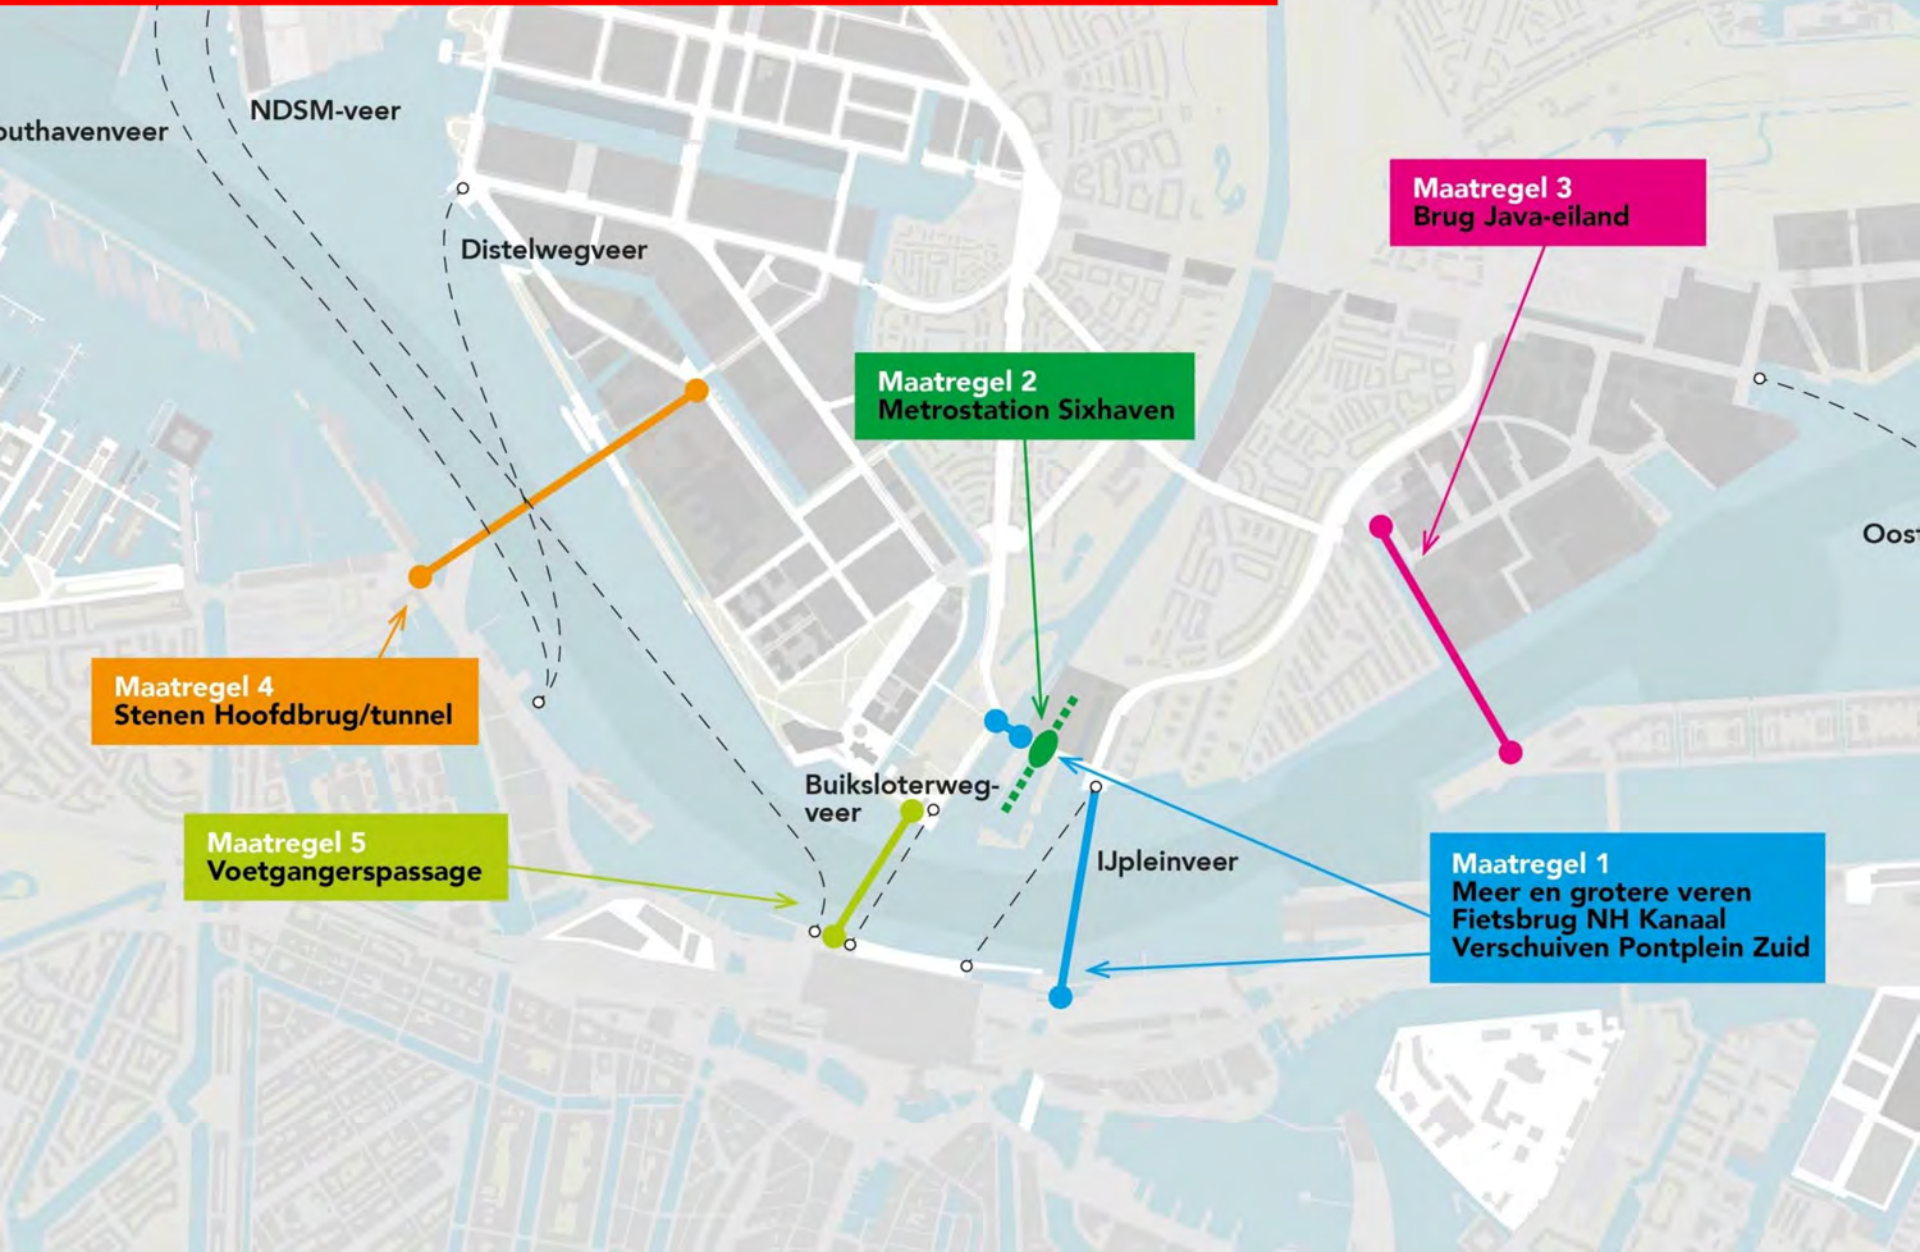 NDSM-veer
outhavenveer
Distelwegveer
Maatregel 3
Brug Java-eiland
Maatregel 2
Metrostation Sixhaven
Oost
Maatregel 4
Stenen Hoofdbrug/tunnel
Buiksloterweg-
veer
Maatregel 5
Voetgangerspassage
IJpleinveer
Maatregel 1
Meer en grotere veren
Fietsbrug NH Kanaal
Verschuiven Pontplein Zuid